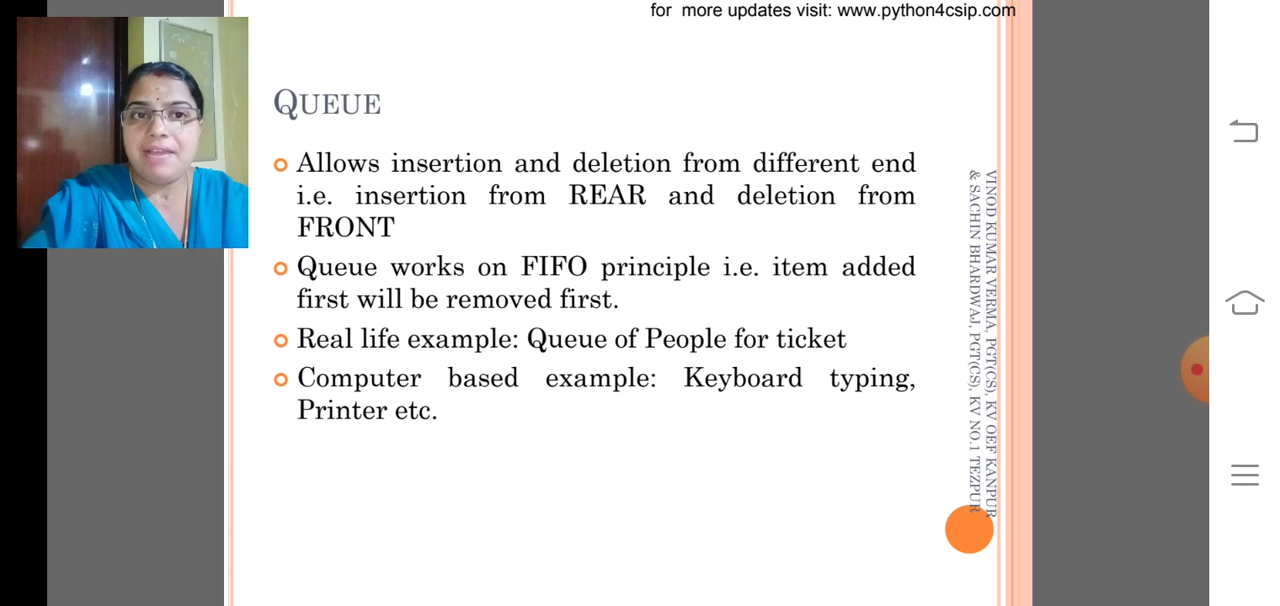 for more updates visit: www.python4csip.com
QUEUE
Allows insertion and deletion from different end
i.e. insertion from REAR and deletion from
FRONT
Queue works on FIFO principle i.e. item added
first will be removed first.
Real life example: Queue of People for ticket
Computer based example: Keyboard typing,
Printer etc.
VINOD KUMAR VERMA, PGT(CS), KV OEF KANPUR
& SACHIN BHARDWAJ, PGT(CS), KV NO.1 TEZPUR